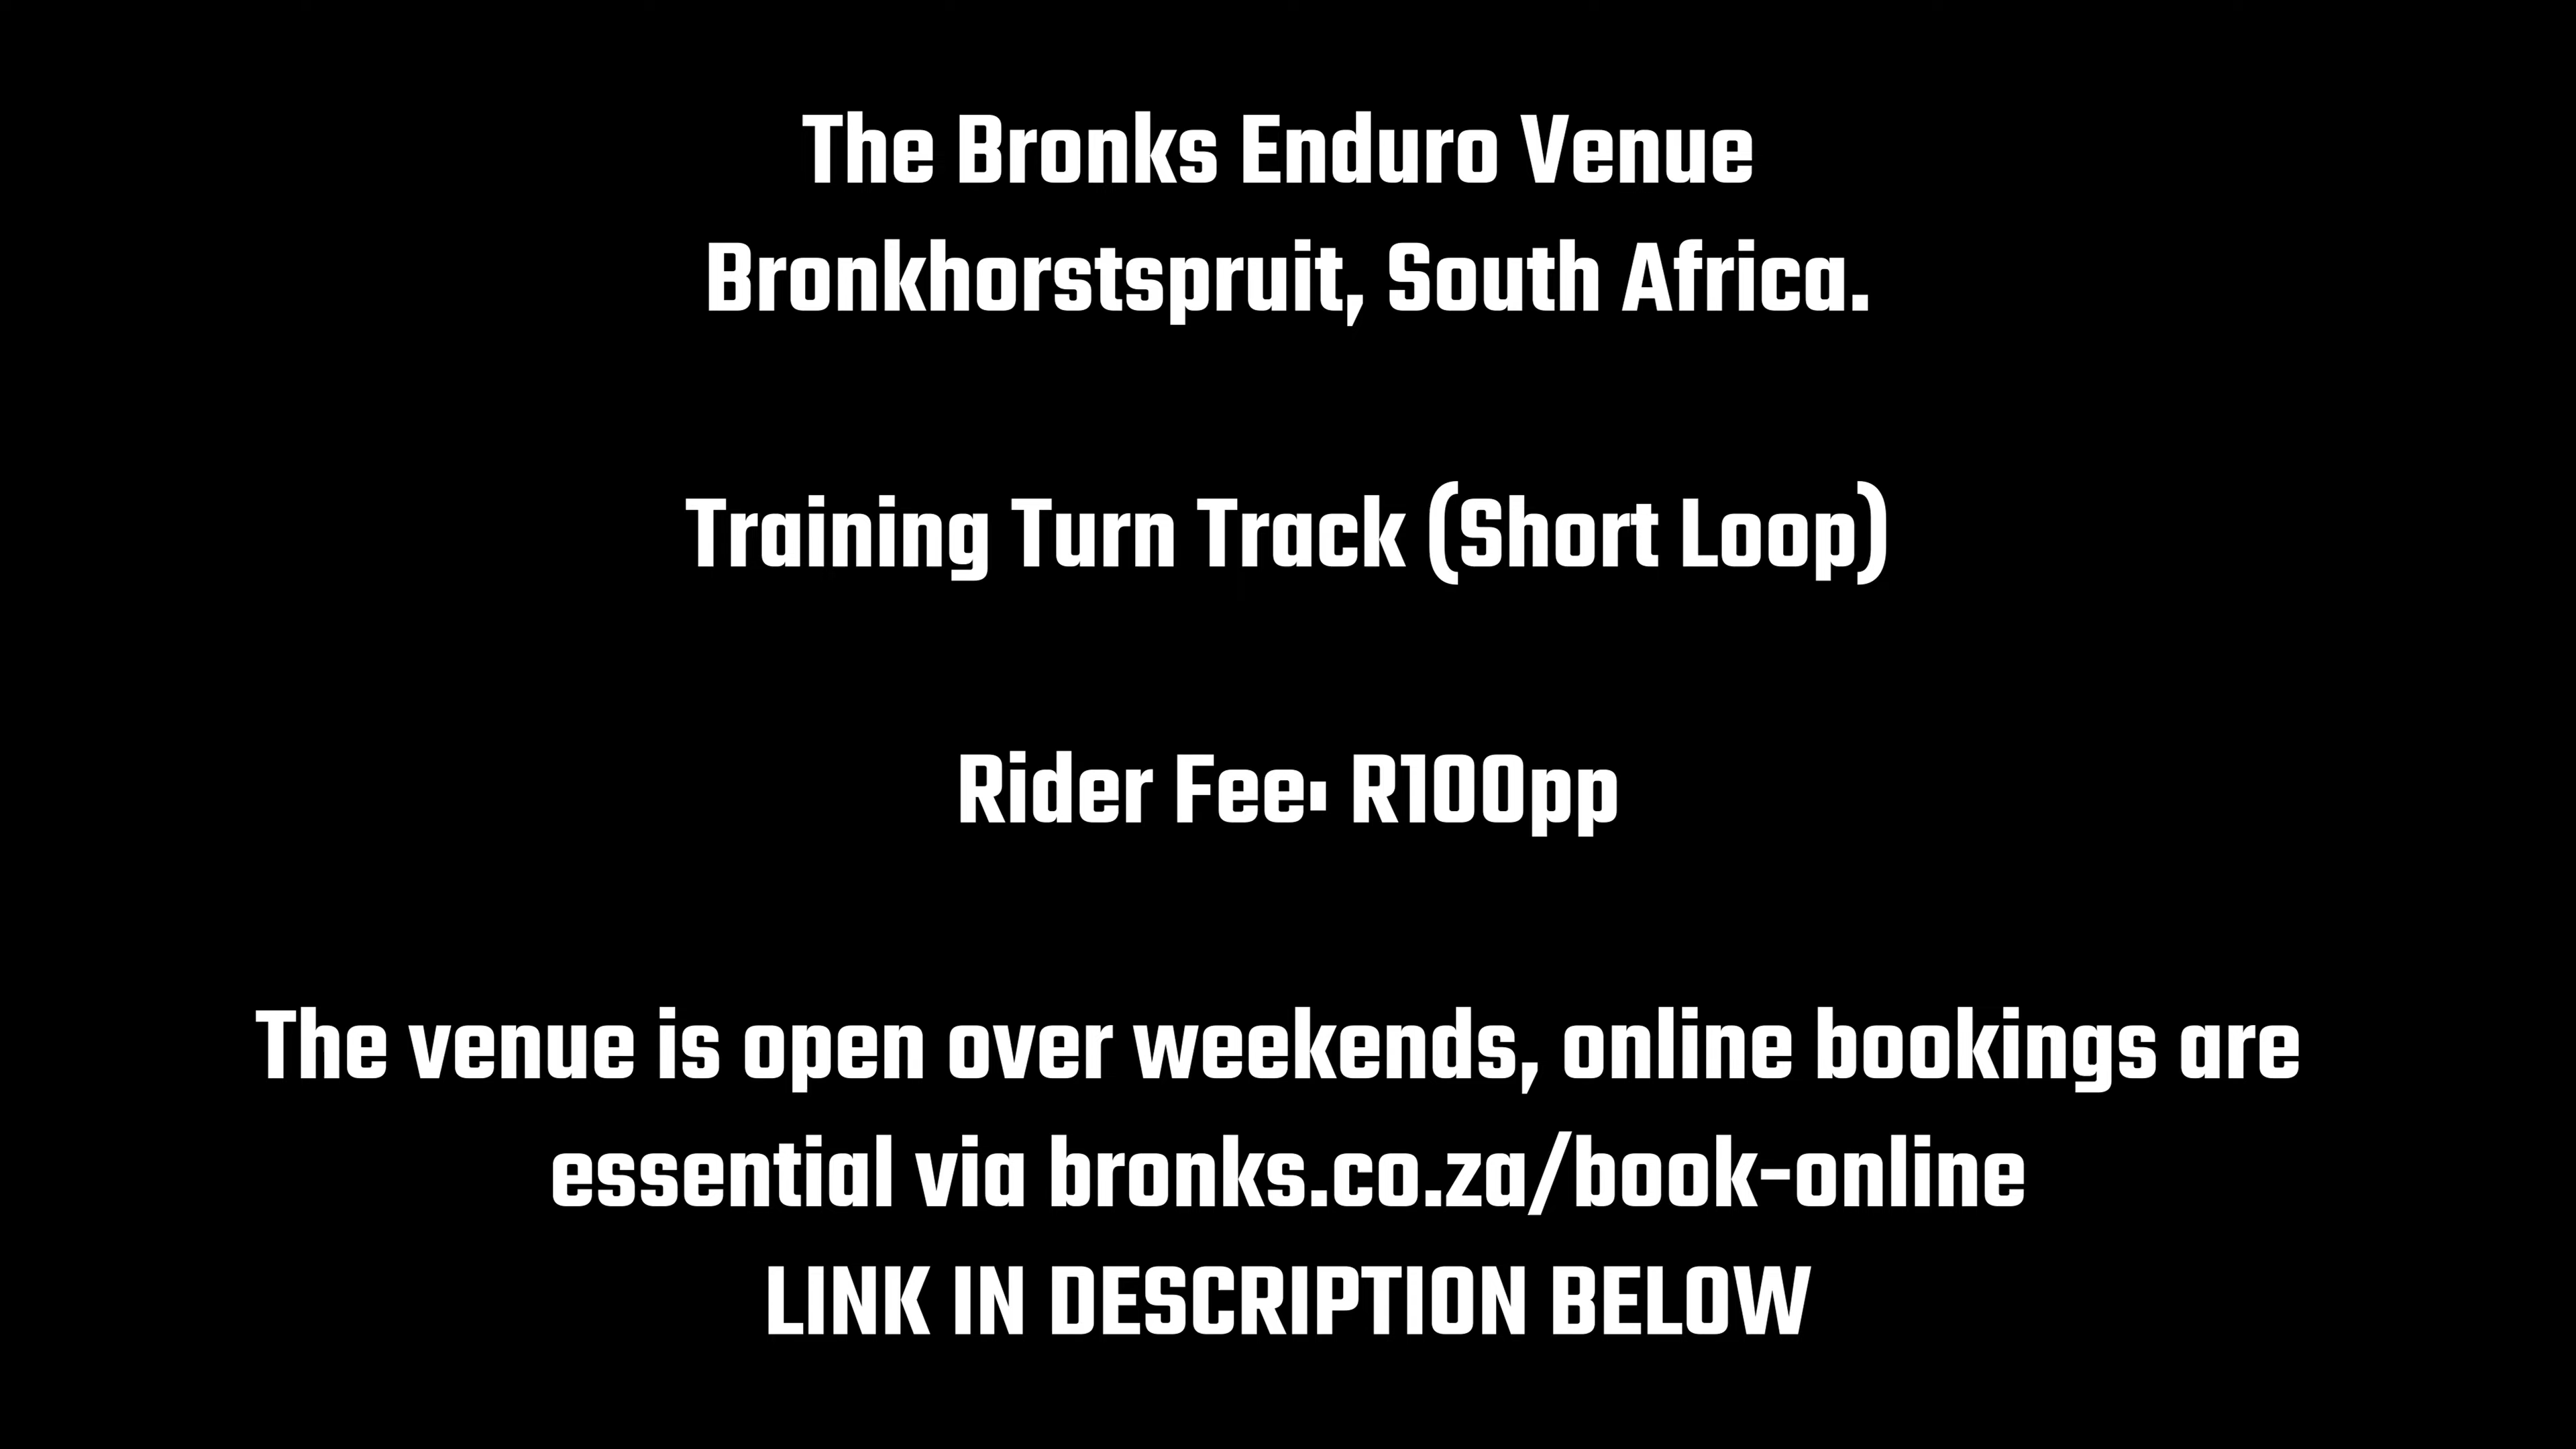 The Bronks Enduro Venue
Bronkhorstspruit, South Africa.
Training Turn Track (Short Loop)
Rider Fee: R100pp
The venue is open over weekends, online bookings are
essential via bronks.co.za/book-online
LINK IN DESCRIPTION BELOW